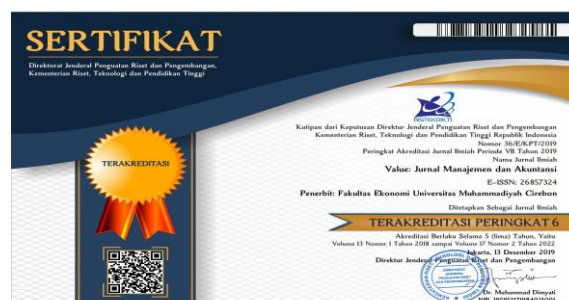 SERTIFIKAT
Direktorat Jenderal Penguatan Riset dan Pengembangan,
Kementerian Riset, Teknologi dan Pendidikan Tinggi
TERAKREDITASI
RISTEKDIKTI
Kutipan dari Keputusan Direktur Jenderal Penguatan Riset dan Pengembangan
Kementerian Riset, Teknologi dan Pendidikan Tinggi Republik Indonesia
Nomor 36/E/KPT/2019
Peringkat Akreditasi Jurnal Ilmiah Periode VII Tahun 2019
Nama Jurnal Ilmiah
Value: Jurnal Manajemen dan Akuntansi
E-ISSN: 26857324
Penerbit: Fakultas Ekonomi Universitas Muhammadiyah Cirebon
Ditetapkan Sebagai Jurnal Ilmiah
TERAKREDITASI PERINGKAT 6
Akreditasi Berlaku Selama 5 (lima) Tahun, Yaitu
Volume 13 Nomor 1 Tahun 2018 sampai Volume 17 Nomor 2 Tahun 2022
Jakarta, 13 Desember 2019
Direktur Jenderal Penguatan Riset dan Pengembangan
Dr. Muhammad Dimyati